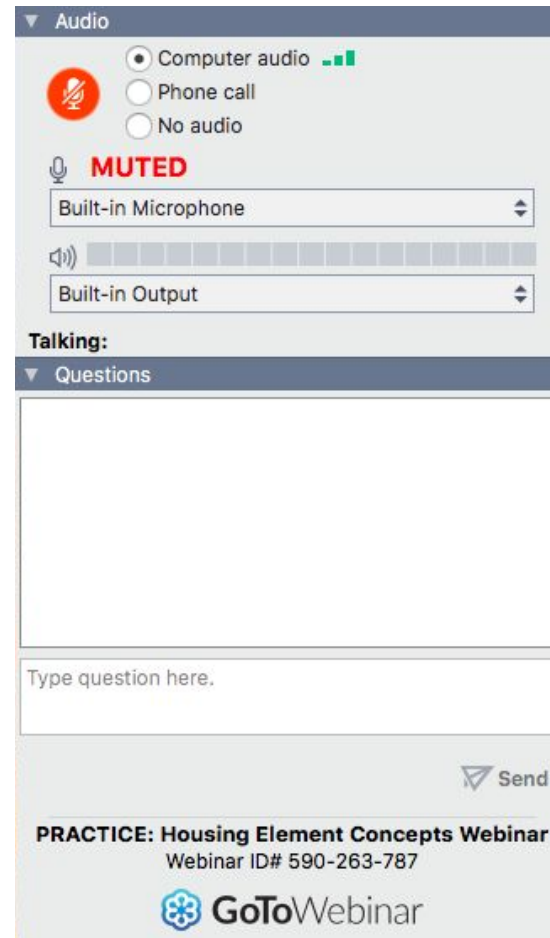 Audio
Computer audio
Phone call
No audio
MUTED
Built-in Microphone
Built-in Output
Talking:
Questions
Type question here.
Send
PRACTICE: Housing Element Concepts Webinar
Webinar ID# 590-263-787
GoToWebinar